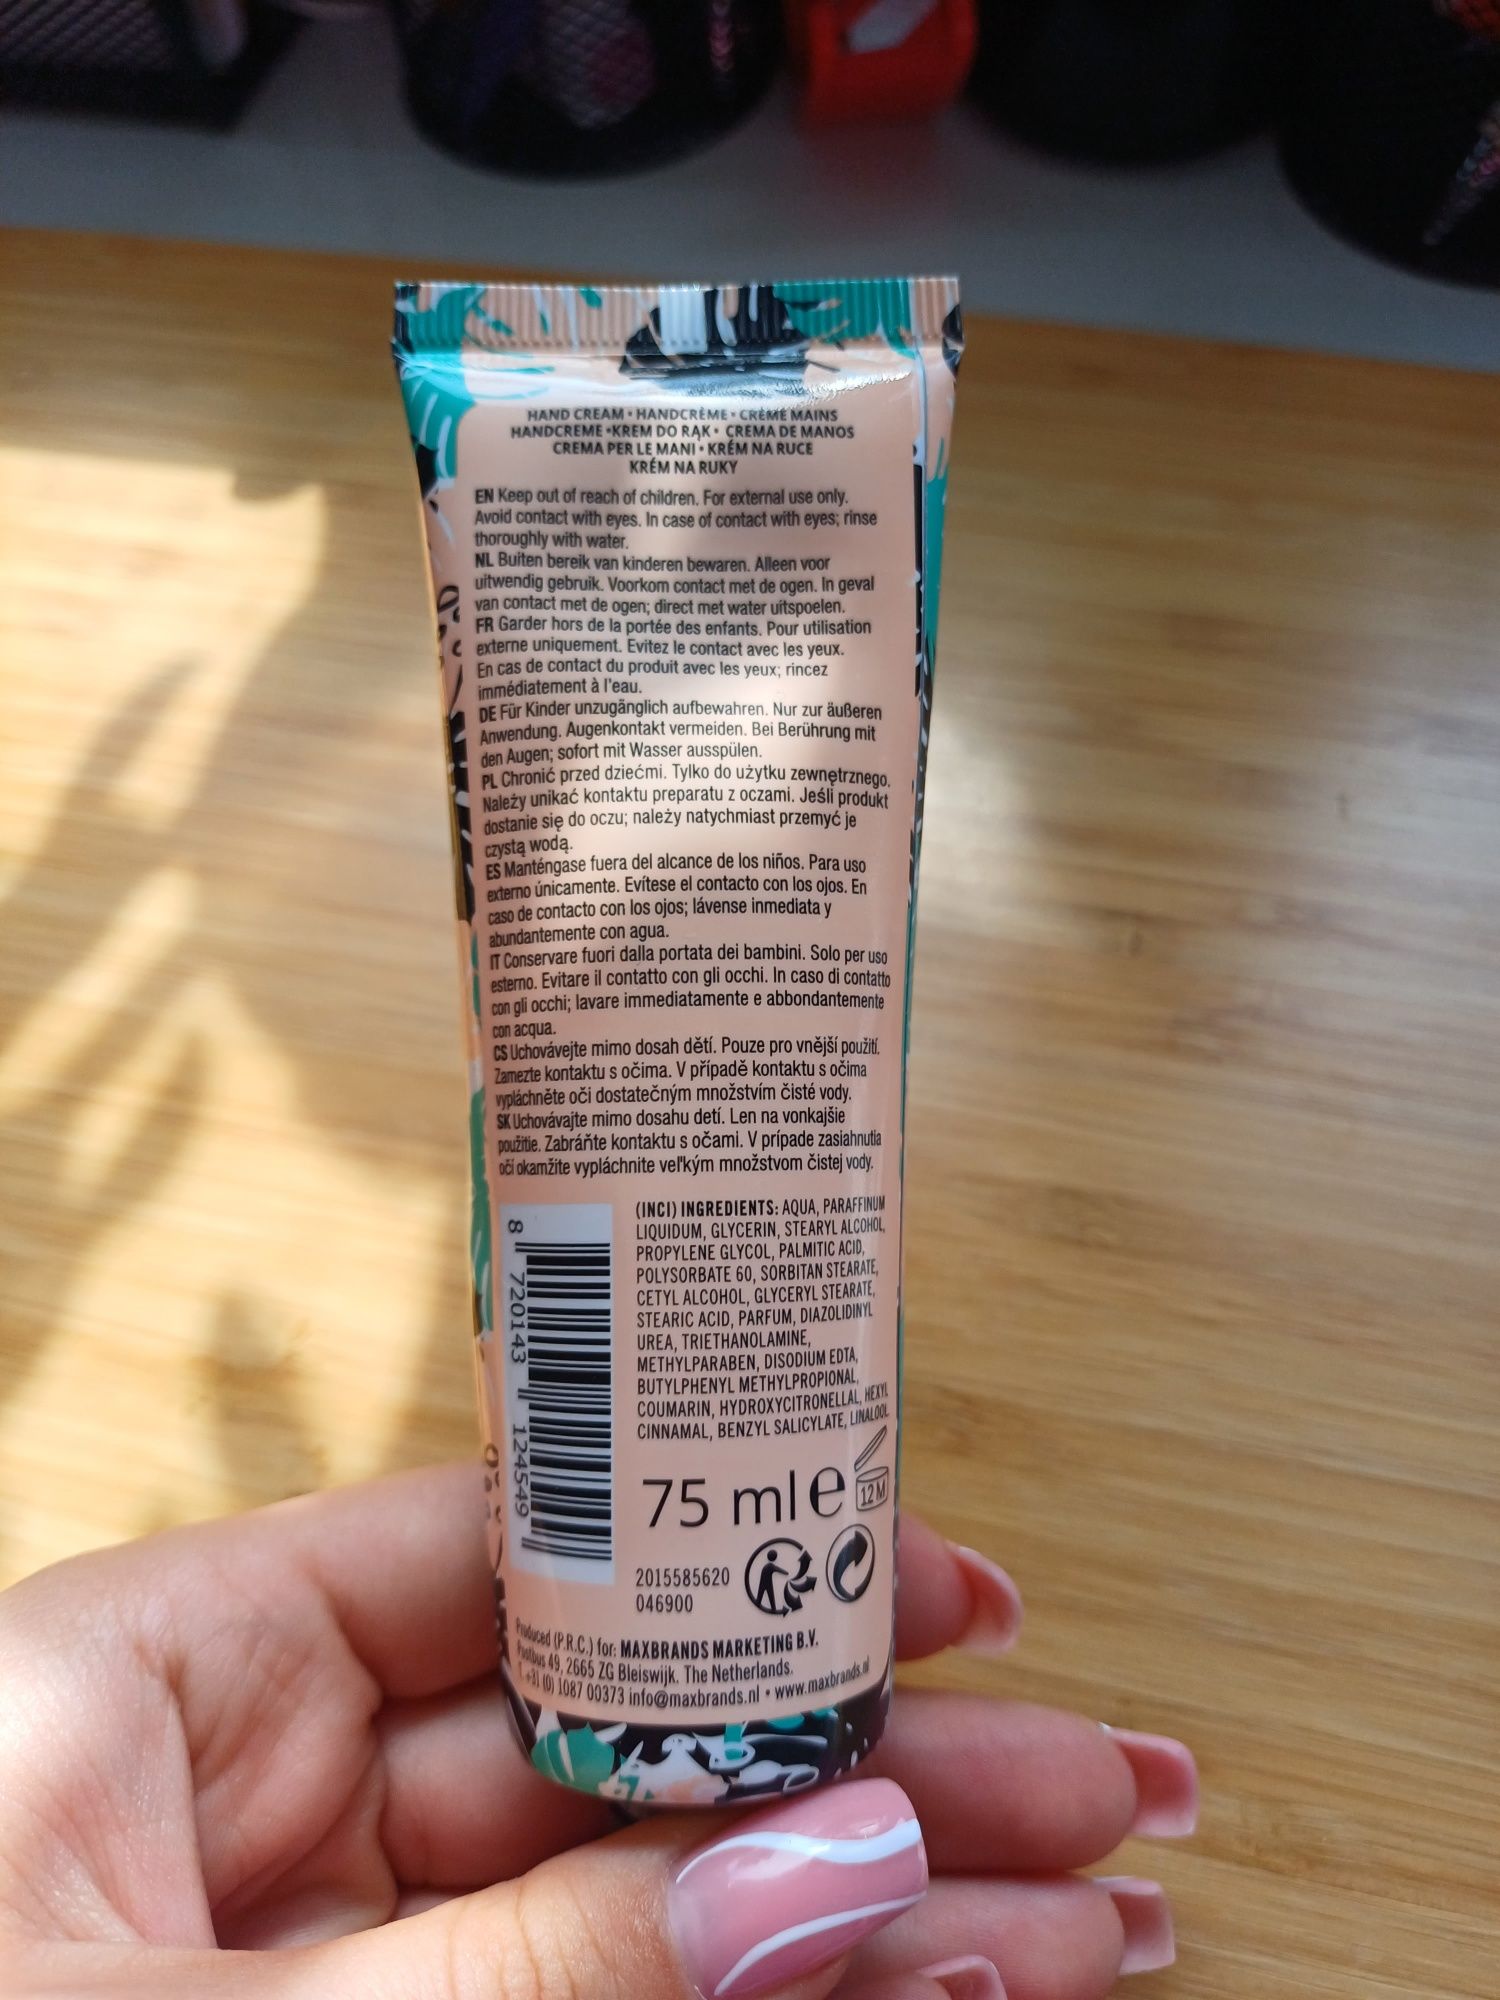 HAND CREAM • HANDCRÈME • CRÈME MAINS
HANDCREME •KREM DO RĄK • CREMA DE MANOS
CREMA PER LE MANI • KRÉM NA RUCE
KRÉM NA RUKY
EN Keep out of reach of children. For external use only.
Avoid contact with eyes. In case of contact with eyes; rinse
thoroughly with water.
NL Buiten bereik van kinderen bewaren. Alleen voor
uitwendig gebruik. Voorkom contact met de ogen. In geval
van contact met de ogen; direct met water uitspoelen.
FR Garder hors de la portée des enfants. Pour utilisation
externe uniquement. Evitez le contact avec les yeux.
En cas de contact du produit avec les yeux; rincez
immédiatement à l'eau.
DE Für Kinder unzugãnglich aufbewahren. Nur zur äußeren
Anwendung. Augenkontakt vermeiden. Bei Berührung mit
den Augen; sofort mit Wasser ausspülen.
PL Chronić przed dziećmi. Tylko do użytku zewnętrznego.
Należy unikać kontaktu preparatu z oczami. Jeśli produkt
dostanie się do oczu; należy natychmiast przemyć je
czystą wodą.
ES Manténgase fuera del alcance de los niños. Para uso
externo únicamente. Evítese el contacto con los ojos. En
caso de contacto con los ojos; lávense inmediata y
abundantemente con agua.
IT Conservare fuori dalla portata dei bambini. Solo per uso
esterno. Evitare il contatto con gli occhi. In caso di contatto
con gli occhi; lavare immediatamente e abbondantemente
con acqua.
CS Uchovávejte mimo dosah dětí. Pouze pro vnější použití.
Zamezte kontaktu s očima. V případě kontaktu s očima
vypláchněte oči dostatečným množstvím čisté vody.
SK Uchovávajte mimo dosahu detí. Len na vonkajšie
použitie. Zabráňte kontaktu s očami. V prípade zasiahnutia
očí okamžite vypláchnite veľkým množstvom čistej vody.
(INCI) INGREDIENTS: AQUA, PARAFFINUM
LIQUIDUM, GLYCERIN, STEARYL ALCOHOL,
PROPYLENE GLYCOL, PALMITIC ACID,
POLYSORBATE 60, SORBITAN STEARATE,
CETYL ALCOHOL, GLYCERYL STEARATE,
STEARIC ACID, PARFUM, DIAZOLIDINYL
UREA, TRIETHANOLAMINE,
METHYLPARABEN, DISODIUM EDTA,
BUTYLPHENYL METHYLPROPIONAL,
COUMARIN, HYDROXYCITRONELLAL, HEXYL
CINNAMAL, BENZYL SALICYLATE, LINALOOL
8 720143 124549
75 ml e
12 M
2015585620
046900
Produced (P.R.C.) for: MAXBRANDS MARKETING B.V.
Postbus 49, 2665 ZG Bleiswijk. The Netherlands.
T +31 (0) 1087 00373 info@maxbrands.nl • www.maxbrands.nl